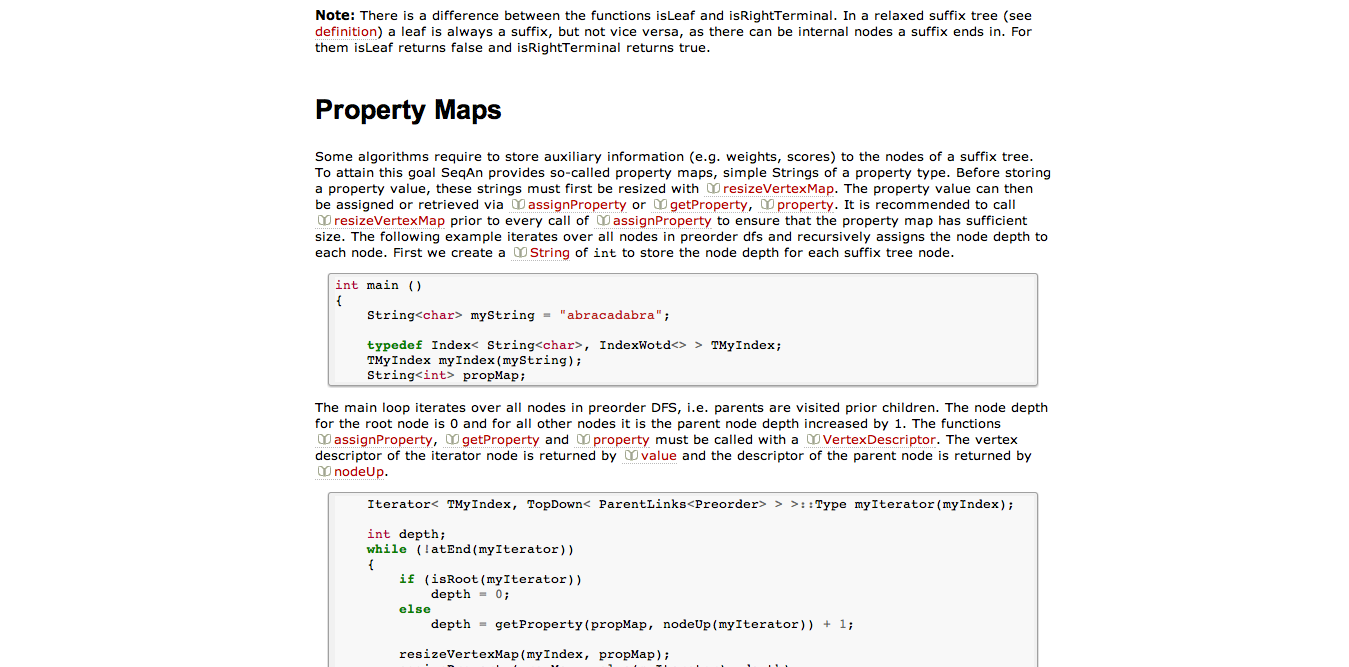 Note: There is a difference between the functions isLeaf and isRightTerminal. In a relaxed suffix tree (see
definition) a leaf is always a suffix, but not vice versa, as there can be internal nodes a suffix ends in. For
them isLeaf returns false and isRightTerminal returns true.
Property Maps
Some algorithms require to store auxiliary information (e.g. weights, scores) to the nodes of a suffix tree.
To attain this goal SeqAn provides so-called property maps, simple Strings of a property type. Before storing
a property value, these strings must first be resized with resizeVertexMap. The property value can then
be assigned or retrieved via assignProperty or getProperty, property. It is recommended to call
resizeVertexMap prior to every call of assignProperty to ensure that the property map has sufficient
size. The following example iterates over all nodes in preorder dfs and recursively assigns the node depth to
each node. First we create a String of int to store the node depth for each suffix tree node.
int main ()
{
    String<char> myString = "abracadabra";
    typedef Index< String<char>, IndexWotd<> > TMyIndex;
    TMyIndex myIndex(myString);
    String<int> propMap;
The main loop iterates over all nodes in preorder DFS, i.e. parents are visited prior children. The node depth
for the root node is 0 and for all other nodes it is the parent node depth increased by 1. The functions
assignProperty, getProperty and property must be called with a VertexDescriptor. The vertex
descriptor of the iterator node is returned by value and the descriptor of the parent node is returned by
nodeUp.
    Iterator< TMyIndex, TopDown< ParentLinks<Preorder> > >::Type myIterator(myIndex);
    int depth;
    while (!atEnd(myIterator))
    {
        if (isRoot(myIterator))
            depth = 0;
        else
            depth = getProperty(propMap, nodeUp(myIterator)) + 1;
        resizeVertexMap(myIndex, propMap);